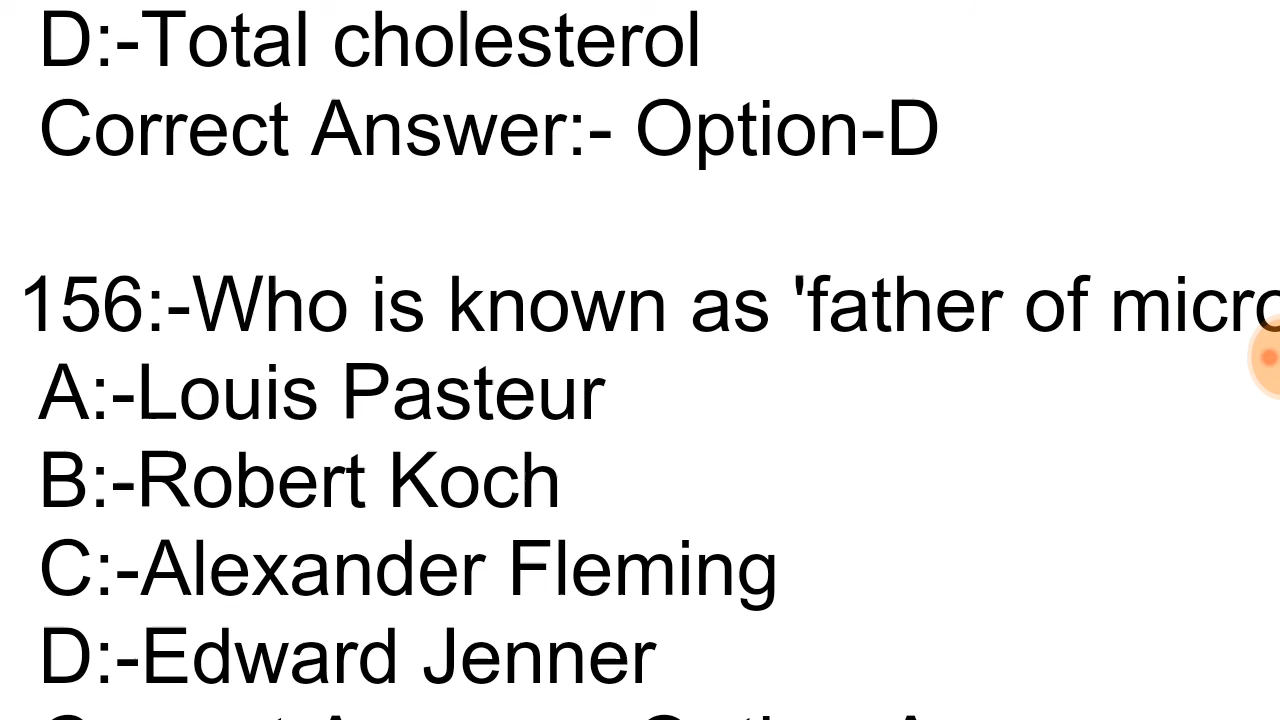 D:-Total cholesterol
Correct Answer:- Option-D
156:-Who is known as 'father of micro
A:-Louis Pasteur
B:-Robert Koch
C:-Alexander Fleming
D:-Edward Jenner